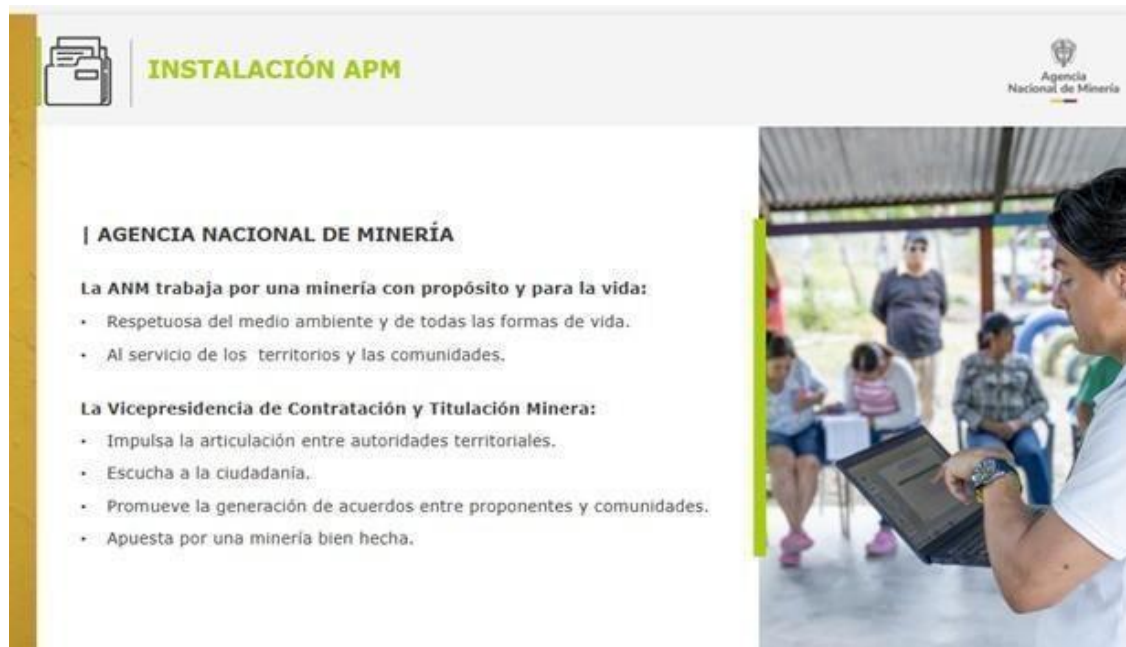 INSTALACIÓN APM
Agencia
Nacional de Minería
| AGENCIA NACIONAL DE MINERÍA
La ANM trabaja por una minería con propósito y para la vida:
• Respetuosa del medio ambiente y de todas las formas de vida.
• Al servicio de los territorios y las comunidades.
La Vicepresidencia de Contratación y Titulación Minera:
• Impulsa la articulación entre autoridades territoriales.
• Escucha a la ciudadanía.
• Promueve la generación de acuerdos entre proponentes y comunidades.
• Apuesta por una minería bien hecha.